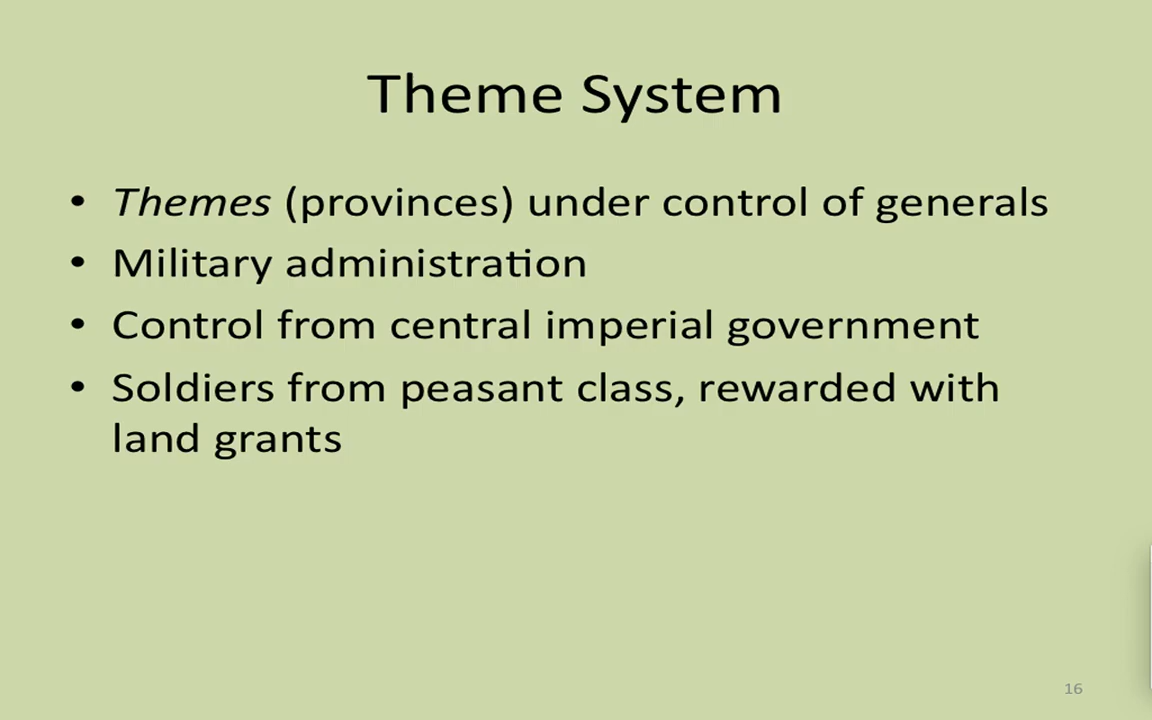 Theme System
• Themes (provinces) under control of generals
• Military administration
• Control from central imperial government
• Soldiers from peasant class, rewarded with
land grants
16